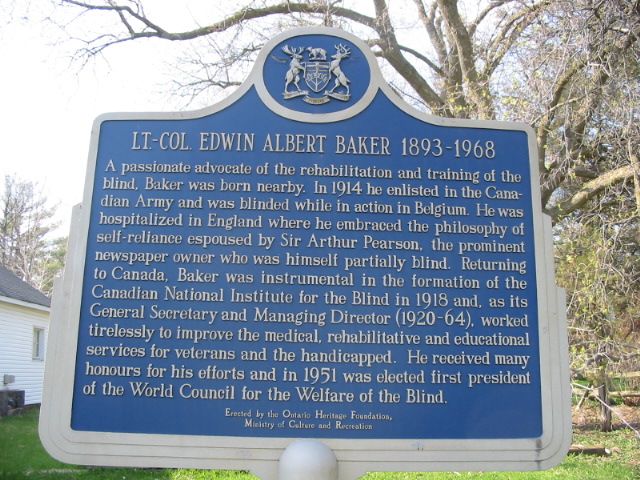 LT.-COL. EDWIN ALBERT BAKER 1893-1968
A passionate advocate of the rehabilitation and training of the
blind, Baker was born nearby. In 1914 he enlisted in the Cana-
dian Army and was blinded while in action in Belgium. He was
hospitalized in England where he embraced the philosophy of
self-reliance espoused by Sir Arthur Pearson, the prominent
newspaper owner who was himself partially blind. Returning
to Canada, Baker was instrumental in the formation of the
Canadian National Institute for the Blind in 1918 and, as its
General Secretary and Managing Director (1920-64), worked
tirelessly to improve the medical, rehabilitative and educational
services for veterans and the handicapped. He received many
honours for his efforts and in 1951 was elected first president
of the World Council for the Welfare of the Blind.
Erected by the Ontario Heritage Foundation,
Ministry of Culture and Recreation